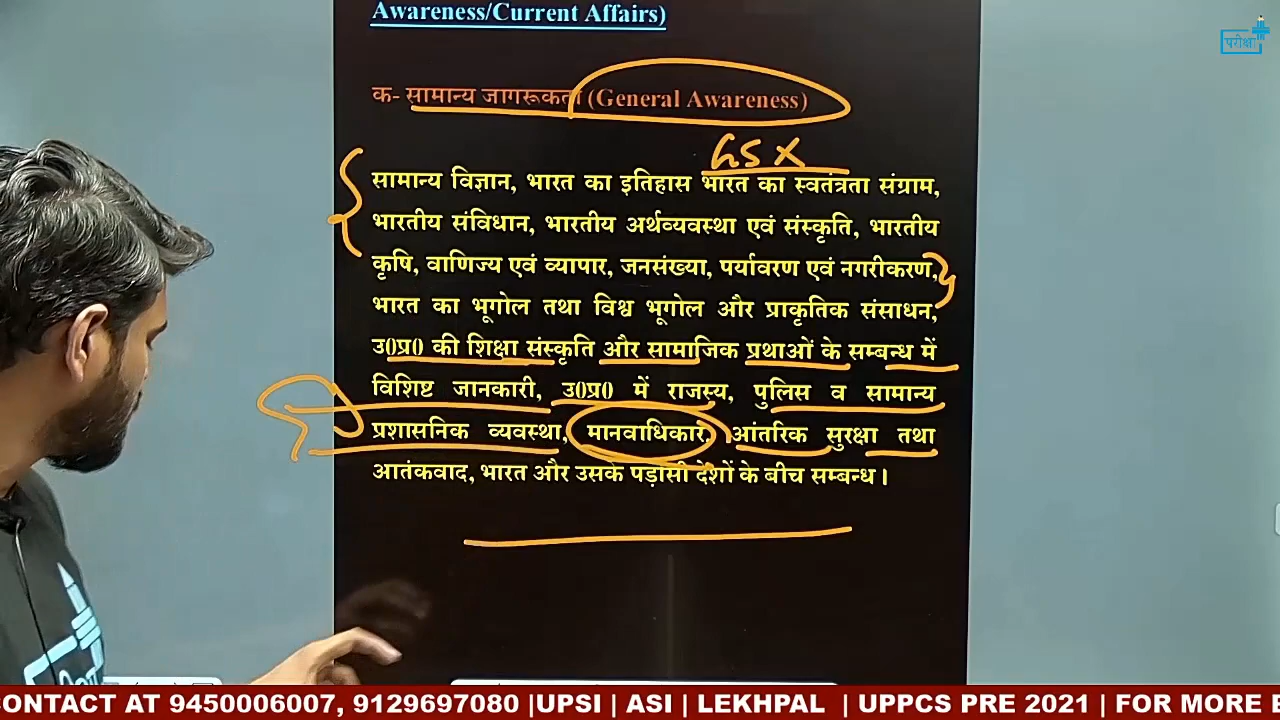 Awareness/Current Affairs)
परीक्षा
क- सामान्य जागरूकता (General Awareness)
GS X
सामान्य विज्ञान, भारत का इतिहास भारत का स्वतंत्रता संग्राम,
भारतीय संविधान, भारतीय अर्थव्यवस्था एवं संस्कृति, भारतीय
कृषि, वाणिज्य एवं व्यापार, जनसंख्या, पर्यावरण एवं नगरीकरण,
भारत का भूगोल तथा विश्व भूगोल और प्राकृतिक संसाधन,
उ0प्र0 की शिक्षा संस्कृति और सामाजिक प्रथाओं के सम्बन्ध में
विशिष्ट जानकारी, उ0प्र0 में राजस्य, पुलिस व सामान्य
प्रशासनिक व्यवस्था, मानवाधिकार, आंतरिक सुरक्षा तथा
आतंकवाद, भारत और उसके पड़ोसी देशों के बीच सम्बन्ध।
CONTACT AT 9450006007, 9129697080 |UPSI | ASI | LEKHPAL | UPPCS PRE 2021 | FOR MORE